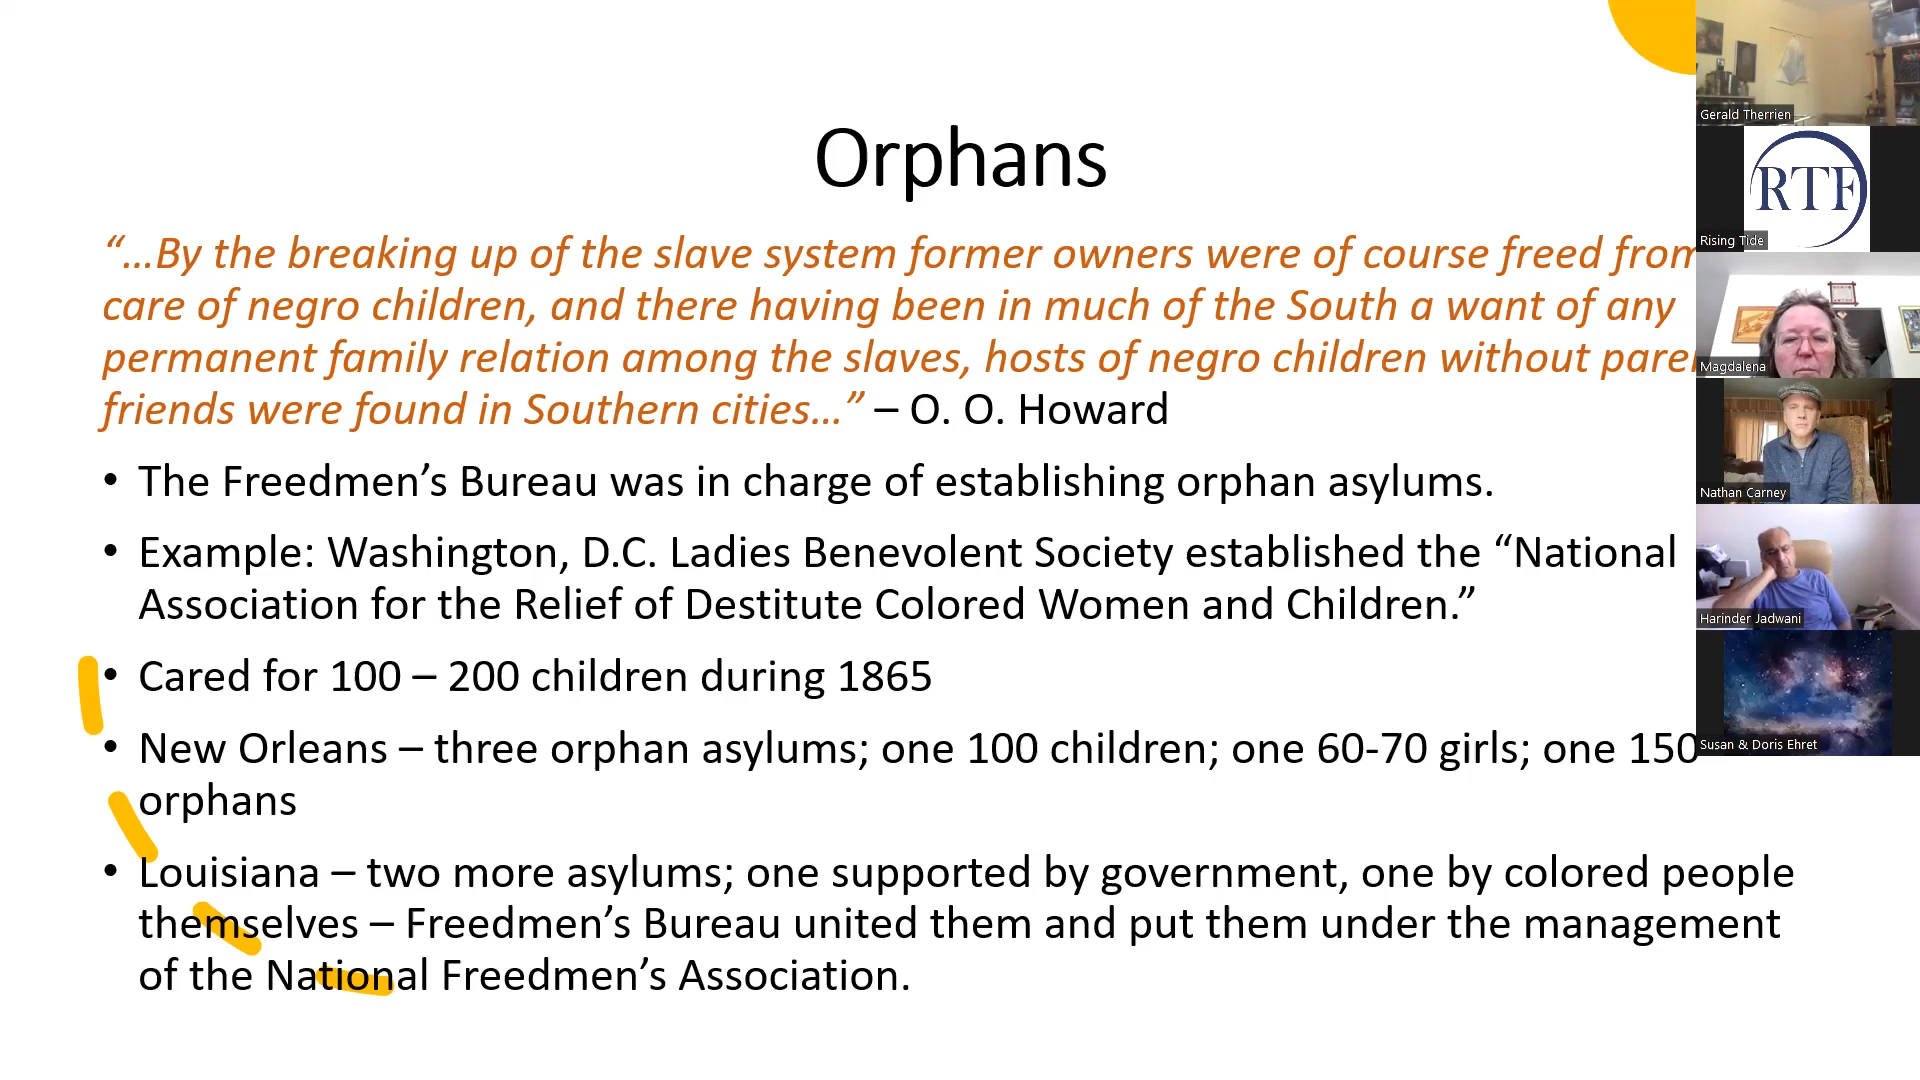 Orphans
“…By the breaking up of the slave system former owners were of course freed from
care of negro children, and there having been in much of the South a want of any
permanent family relation among the slaves, hosts of negro children without
friends were found in Southern cities…” – O. O. Howard
• The Freedmen’s Bureau was in charge of establishing orphan asylums.
• Example: Washington, D.C. Ladies Benevolent Society established the “National
Association for the Relief of Destitute Colored Women and Children.”
• Cared for 100 – 200 children during 1865
• New Orleans – three orphan asylums; one 100 children; one 60-70 girls; one 150
orphans
• Louisiana – two more asylums; one supported by government, one by colored people
themselves – Freedmen’s Bureau united them and put them under the management
of the National Freedmen’s Association.
Gerald Therrien
RTF
Rising Tide
Magdalena
Nathan Carney
Harinder Jadwani
Susan & Doris Ehret